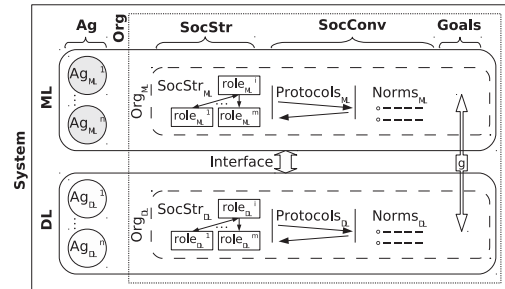 Ag Org SocStr SocConv Goals
System
ML
Ag_ML^1
...
Ag_ML^n
Org_ML
SocStr_ML
role_ML^i
...
role_ML^1 role_ML^m
Protocols_ML
Norms_ML
Interface
g
DL
Ag_DL^1
...
Ag_DL^n
Org_DL
SocStr_DL
role_DL^i
...
role_DL^1 role_DL^m
Protocols_DL
Norms_DL